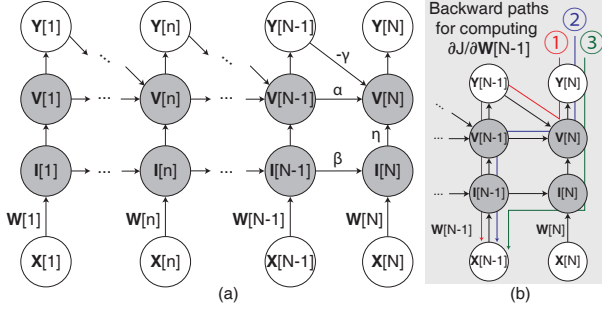 Y[1] ... Y[n] ... Y[N-1] -γ Y[N]
V[1] ... V[n] ... V[N-1] α V[N]
η
I[1] ... I[n] ... I[N-1] β I[N]
W[1] W[n] W[N-1] W[N]
X[1] X[n] X[N-1] X[N]
(a)
Backward paths
for computing
∂J/∂W[N-1]
2
1 3
Y[N-1] Y[N]
... V[N-1] V[N]
... I[N-1] I[N]
W[N-1] W[N]
X[N-1] X[N]
(b)